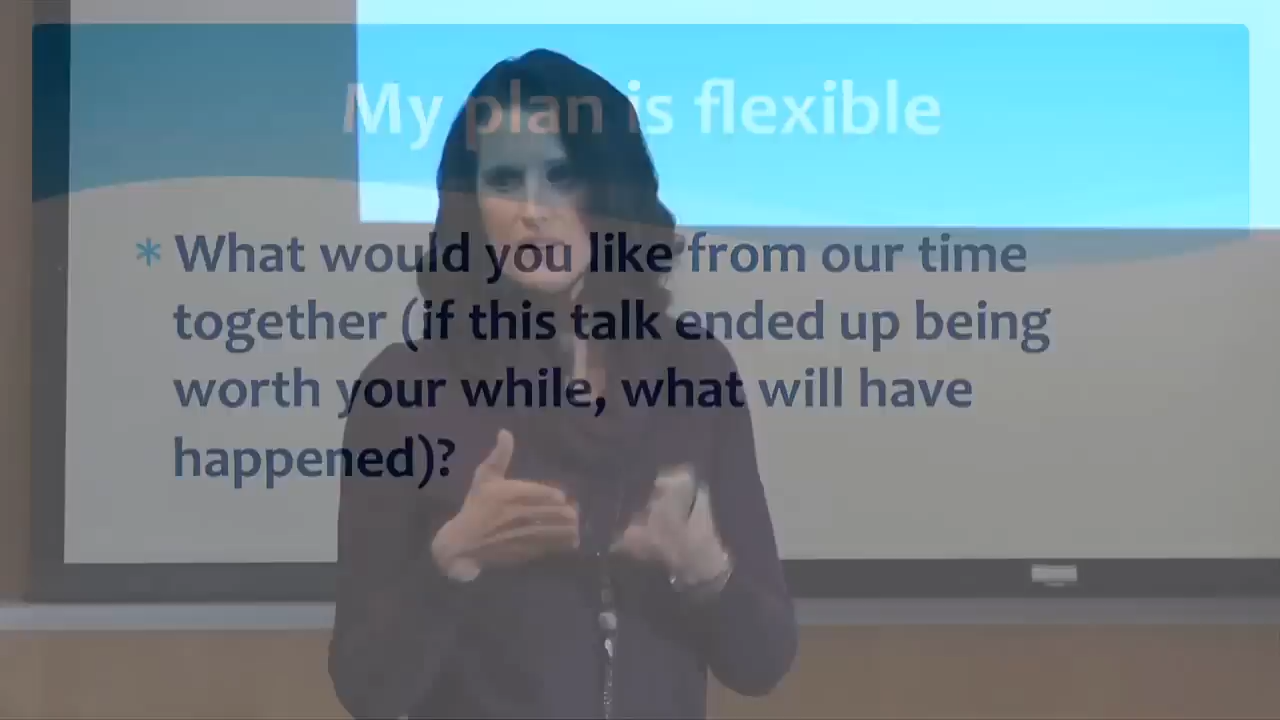 My plan is flexible
* What would you like from our time
together (if this talk ended up being
worth your while, what will have
happened)?